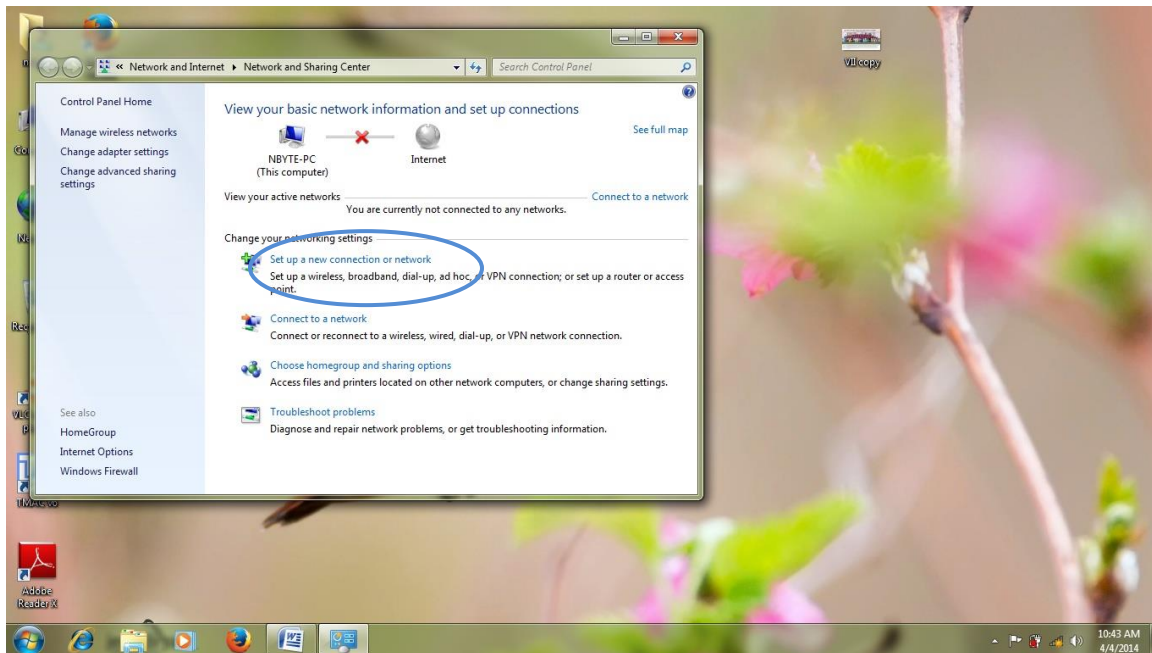 « Network and Internet ▸ Network and Sharing Center
Search Control Panel
Control Panel Home
Manage wireless networks
Change adapter settings
Change advanced sharing
settings
See also
HomeGroup
Internet Options
Windows Firewall
View your basic network information and set up connections
See full map
NBYTE-PC
(This computer)
Internet
View your active networks
Connect to a network
You are currently not connected to any networks.
Change your networking settings
Set up a new connection or network
Set up a wireless, broadband, dial-up, ad hoc, or VPN connection; or set up a router or access
point.
Connect to a network
Connect or reconnect to a wireless, wired, dial-up, or VPN network connection.
Choose homegroup and sharing options
Access files and printers located on other network computers, or change sharing settings.
Troubleshoot problems
Diagnose and repair network problems, or get troubleshooting information.
Adobe
Reader X
10:43 AM
4/4/2014